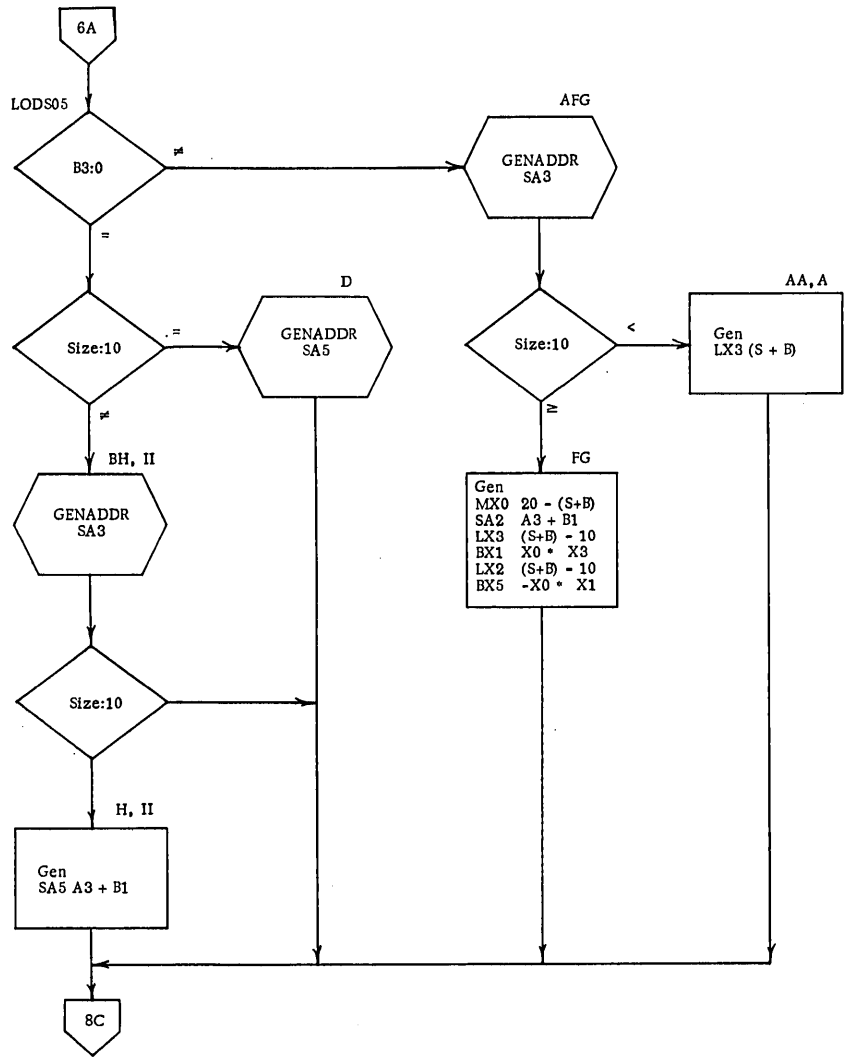 6A
LODS05
B3:0
≠
=
AFG
GENADDR
SA3
Size:10
.=
≠
D
GENADDR
SA5
Size:10
<
≥
AA, A
Gen
LX3 (S + B)
BH, II
GENADDR
SA3
FG
Gen
MX0 20 - (S+B)
SA2 A3 + B1
LX3 (S+B) - 10
BX1 X0 * X3
LX2 (S+B) - 10
BX5 -X0 * X1
Size:10
H, II
Gen
SA5 A3 + B1
8C